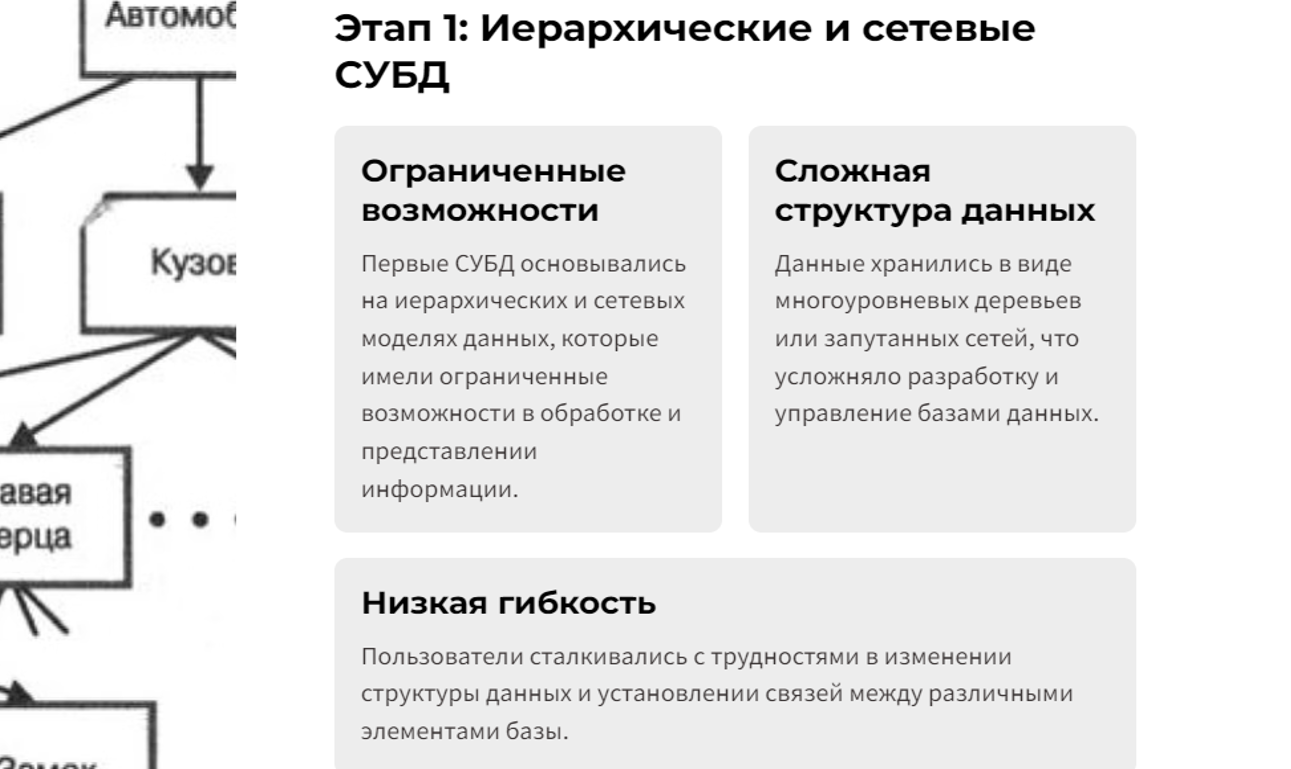 Автомоб
Кузов
авая
ерца
Замок
Этап 1: Иерархические и сетевые
СУБД
Ограниченные
возможности
Первые СУБД основывались
на иерархических и сетевых
моделях данных, которые
имели ограниченные
возможности в обработке и
представлении
информации.
Сложная
структура данных
Данные хранились в виде
многоуровневых деревьев
или запутанных сетей, что
усложняло разработку и
управление базами данных.
Низкая гибкость
Пользователи сталкивались с трудностями в изменении
структуры данных и установлении связей между различными
элементами базы.